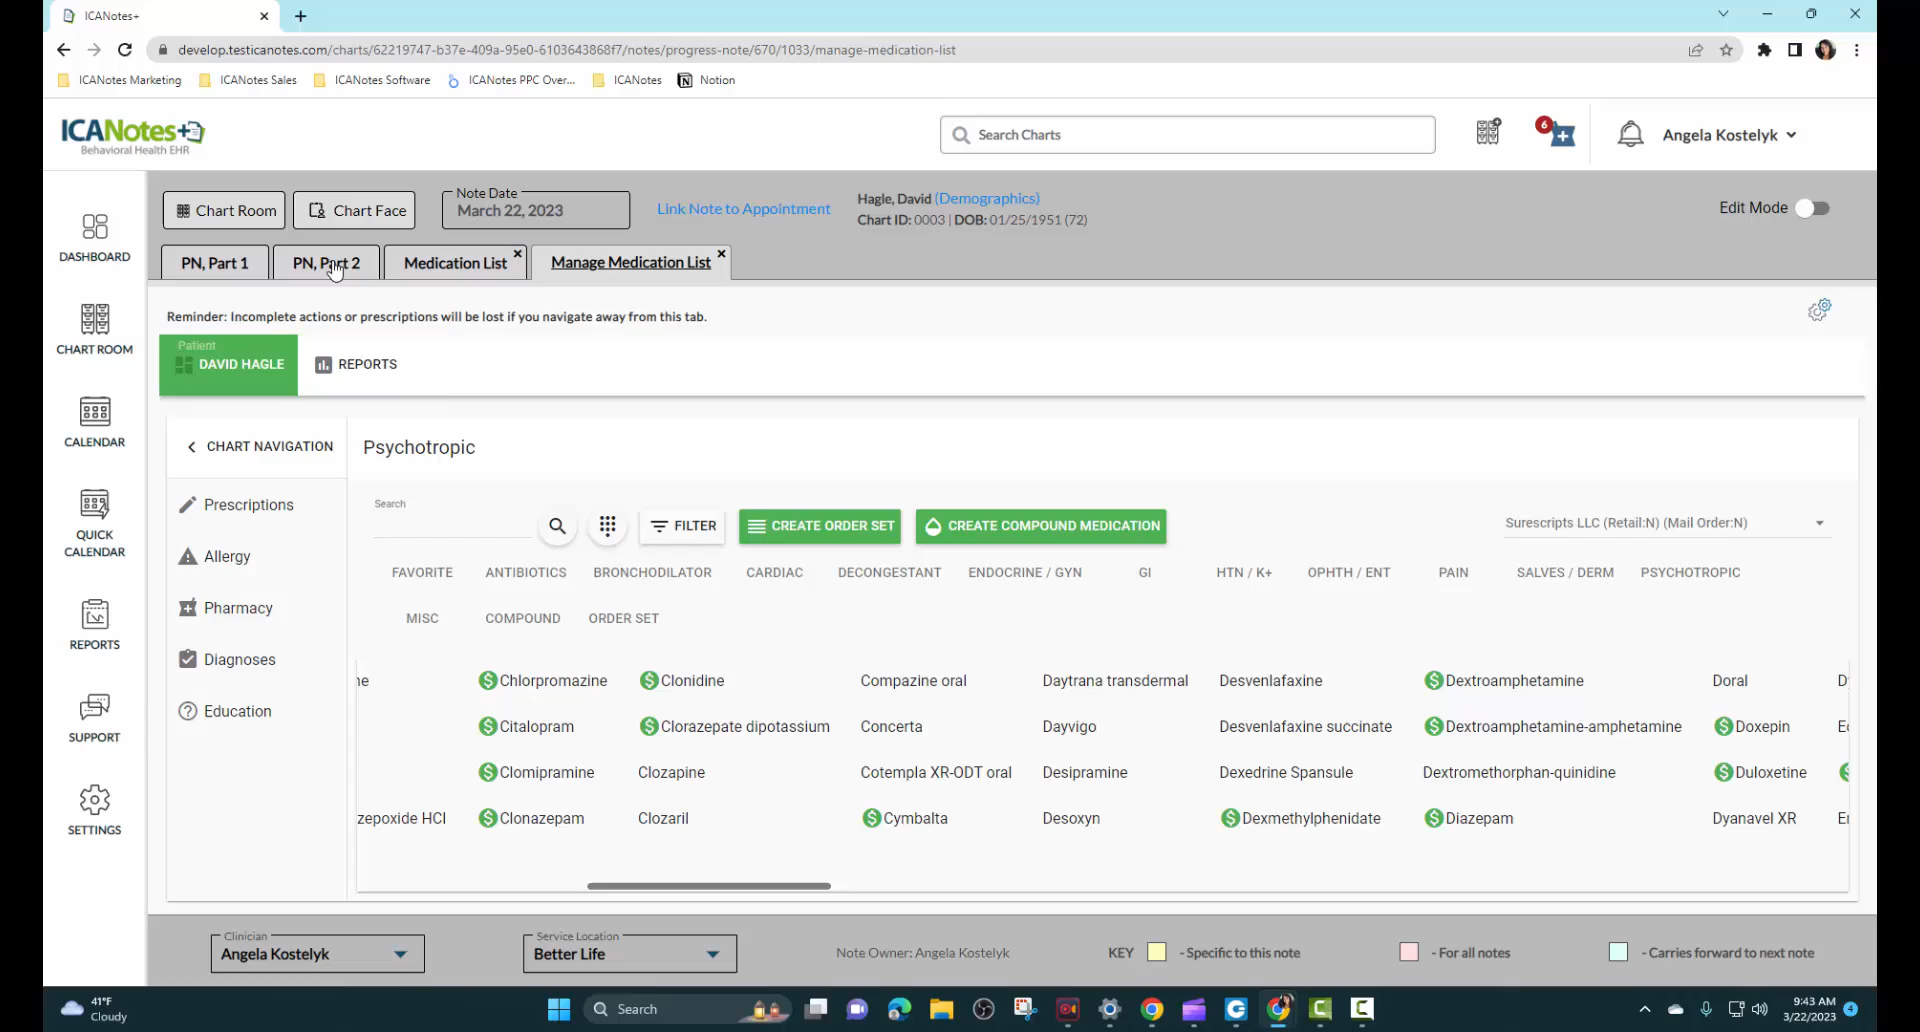 ICANotes+
develop.testicanotes.com/charts/62219747-b37e-409a-95e0-6103643868f7/notes/progress-note/670/1033/manage-medication-list
ICANotes Marketing ICANotes Sales ICANotes Software ICANotes PPC Over... ICANotes Notion
ICANotes+
Behavioral Health EHR
Search Charts
6
Angela Kostelyk
Chart Room Chart Face
Note Date
March 22, 2023
Link Note to Appointment
Hagle, David (Demographics)
Chart ID: 0003 | DOB: 01/25/1951 (72)
Edit Mode
PN, Part 1 PN, Part 2 Medication List Manage Medication List
DASHBOARD
CHART ROOM
CALENDAR
QUICK
CALENDAR
REPORTS
SUPPORT
SETTINGS
Reminder: Incomplete actions or prescriptions will be lost if you navigate away from this tab.
Patient
DAVID HAGLE
REPORTS
CHART NAVIGATION
Prescriptions
Allergy
Pharmacy
Diagnoses
Education
Psychotropic
Search
FILTER CREATE ORDER SET CREATE COMPOUND MEDICATION
Surescripts LLC (Retail:N) (Mail Order:N)
FAVORITE ANTIBIOTICS BRONCHODILATOR CARDIAC DECONGESTANT ENDOCRINE / GYN GI HTN / K+ OPHTH / ENT PAIN SALVES / DERM PSYCHOTROPIC
MISC COMPOUND ORDER SET
ne $ Chlorpromazine $ Clonidine Compazine oral Daytrana transdermal Desvenlafaxine $ Dextroamphetamine Doral
$ Citalopram $ Clorazepate dipotassium Concerta Dayvigo Desvenlafaxine succinate $ Dextroamphetamine-amphetamine $ Doxepin
$ Clomipramine Clozapine Cotempla XR-ODT oral Desipramine Dexedrine Spansule Dextromethorphan-quinidine $ Duloxetine
zepoxide HCI $ Clonazepam Clozaril $ Cymbalta Desoxyn $ Dexmethylphenidate $ Diazepam Dyanavel XR
Clinician
Angela Kostelyk
Service Location
Better Life
Note Owner: Angela Kostelyk
KEY - Specific to this note - For all notes - Carries forward to next note
41°F
Cloudy
Search
9:43 AM
3/22/2023
4